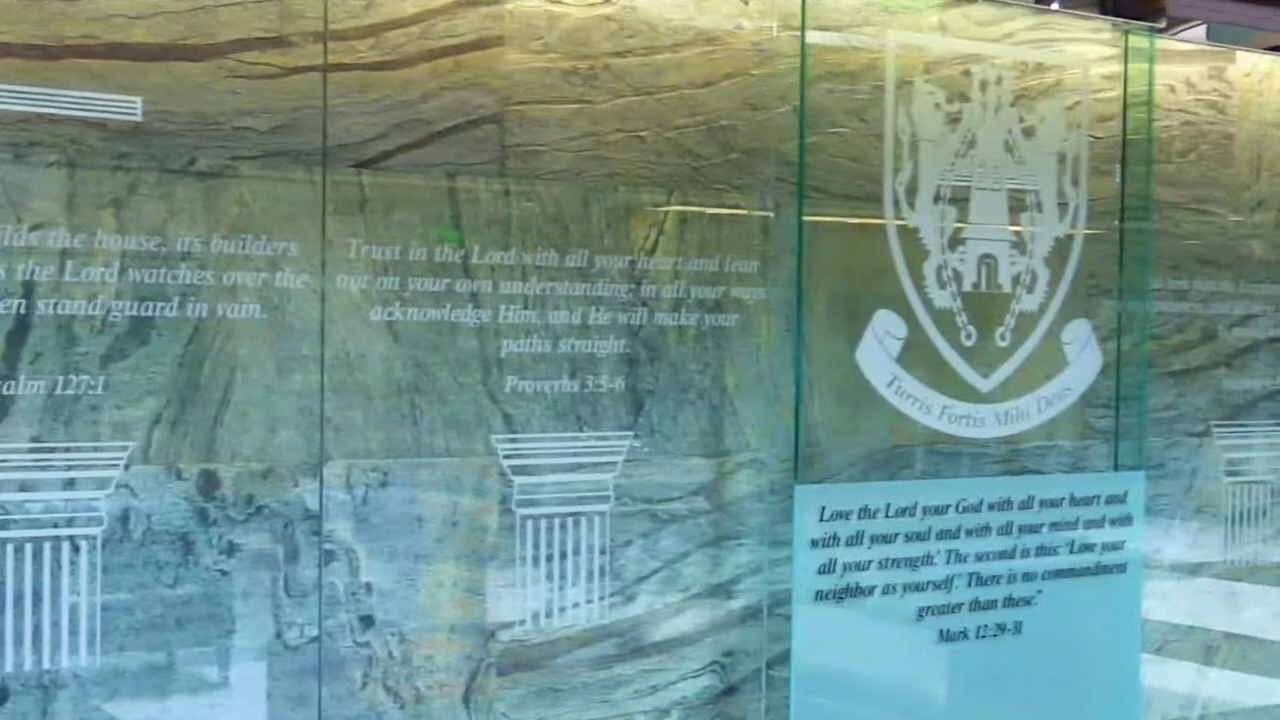 ilds the house, its builders
s the Lord watches over the
en stand guard in vain.
alm 127:1
Trust in the Lord with all your heart and lean
not on your own understanding; in all your ways
acknowledge Him, and He will make your
paths straight.
Proverbs 3:5-6
Turris Fortis Mihi Deus
Love the Lord your God with all your heart and
with all your soul and with all your mind and with
all your strength.' The second is this: 'Love your
neighbor as yourself.' There is no commandment
greater than these."
Mark 12:29-31